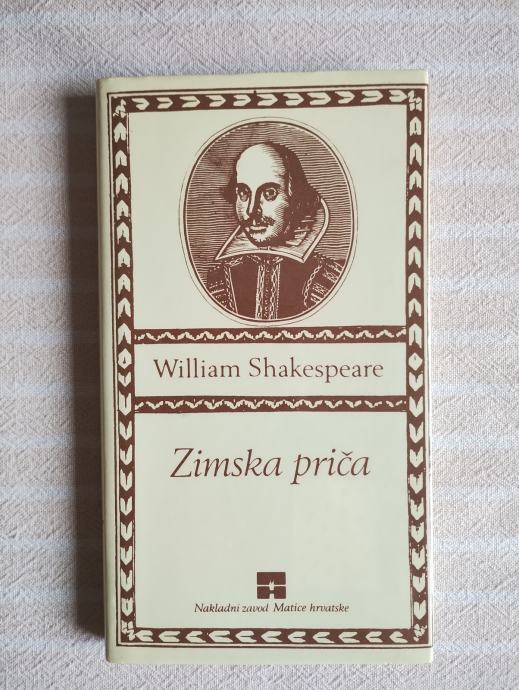 William Shakespeare
Zimska priča
Nakladni zavod Matice hrvatske